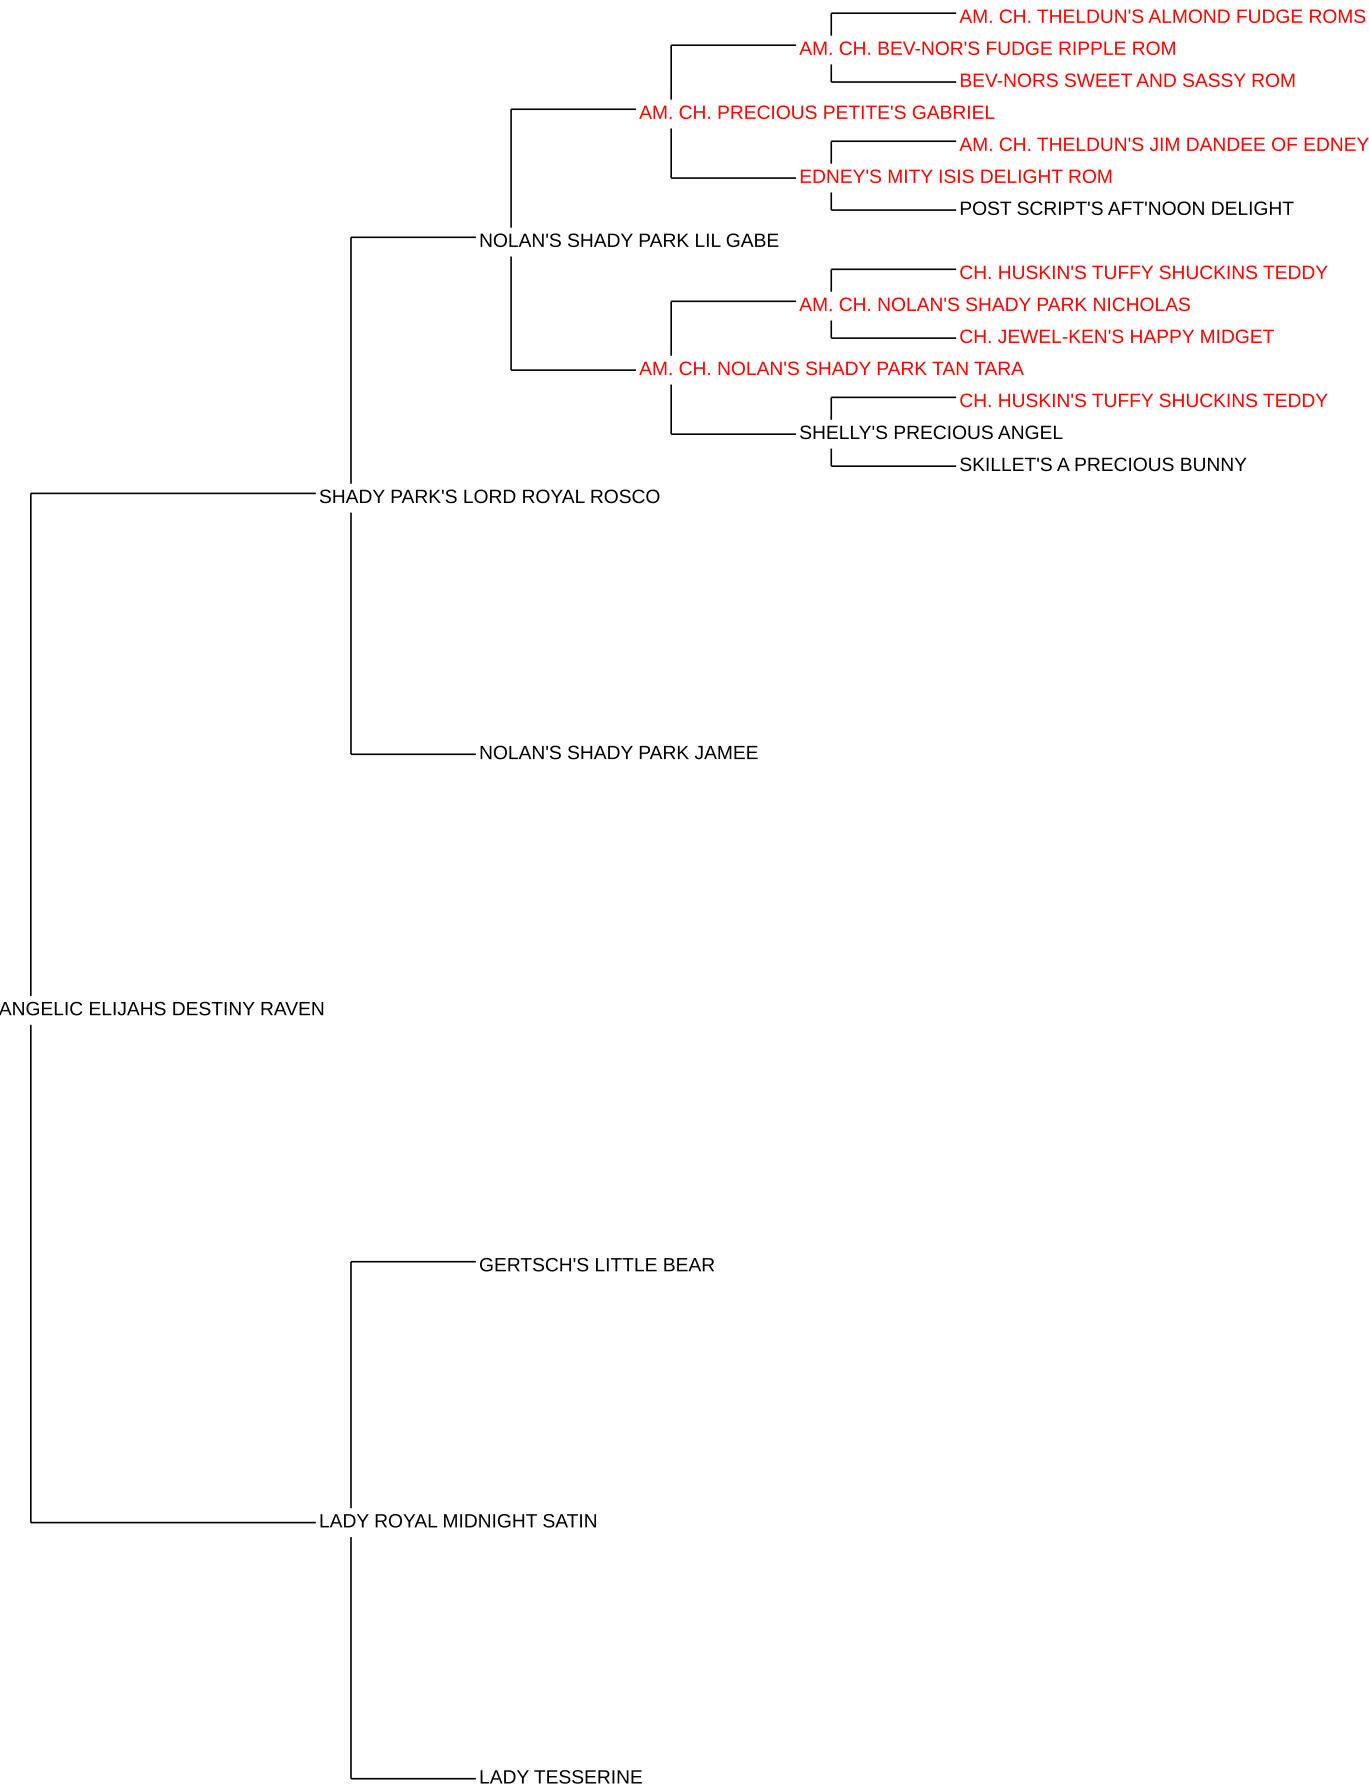 AM. CH. THELDUN'S ALMOND FUDGE ROMS
AM. CH. BEV-NOR'S FUDGE RIPPLE ROM
BEV-NORS SWEET AND SASSY ROM
AM. CH. PRECIOUS PETITE'S GABRIEL
AM. CH. THELDUN'S JIM DANDEE OF EDNEY
EDNEY'S MITY ISIS DELIGHT ROM
POST SCRIPT'S AFT'NOON DELIGHT
NOLAN'S SHADY PARK LIL GABE
CH. HUSKIN'S TUFFY SHUCKINS TEDDY
AM. CH. NOLAN'S SHADY PARK NICHOLAS
CH. JEWEL-KEN'S HAPPY MIDGET
AM. CH. NOLAN'S SHADY PARK TAN TARA
CH. HUSKIN'S TUFFY SHUCKINS TEDDY
SHELLY'S PRECIOUS ANGEL
SKILLET'S A PRECIOUS BUNNY
SHADY PARK'S LORD ROYAL ROSCO
NOLAN'S SHADY PARK JAMEE
ANGELIC ELIJAHS DESTINY RAVEN
GERTSCH'S LITTLE BEAR
LADY ROYAL MIDNIGHT SATIN
LADY TESSERINE